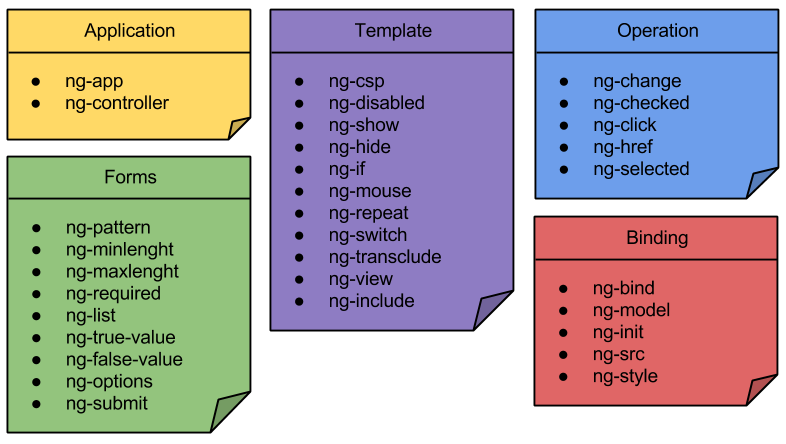 Application
● ng-app
● ng-controller
Forms
● ng-pattern
● ng-minlenght
● ng-maxlenght
● ng-required
● ng-list
● ng-true-value
● ng-false-value
● ng-options
● ng-submit
Template
● ng-csp
● ng-disabled
● ng-show
● ng-hide
● ng-if
● ng-mouse
● ng-repeat
● ng-switch
● ng-transclude
● ng-view
● ng-include
Operation
● ng-change
● ng-checked
● ng-click
● ng-href
● ng-selected
Binding
● ng-bind
● ng-model
● ng-init
● ng-src
● ng-style